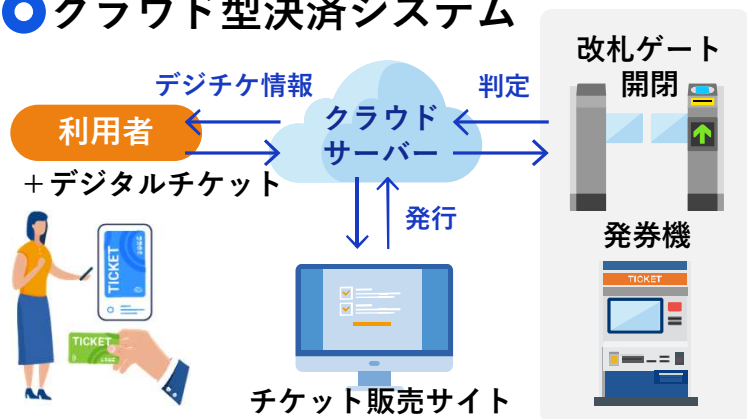 クラウド型決済システム
改札ゲート
開閉
デジチケ情報
判定
利用者
クラウド
サーバー
＋デジタルチケット
発行
発券機
TICKET
TICKET
TICKET
チケット販売サイト